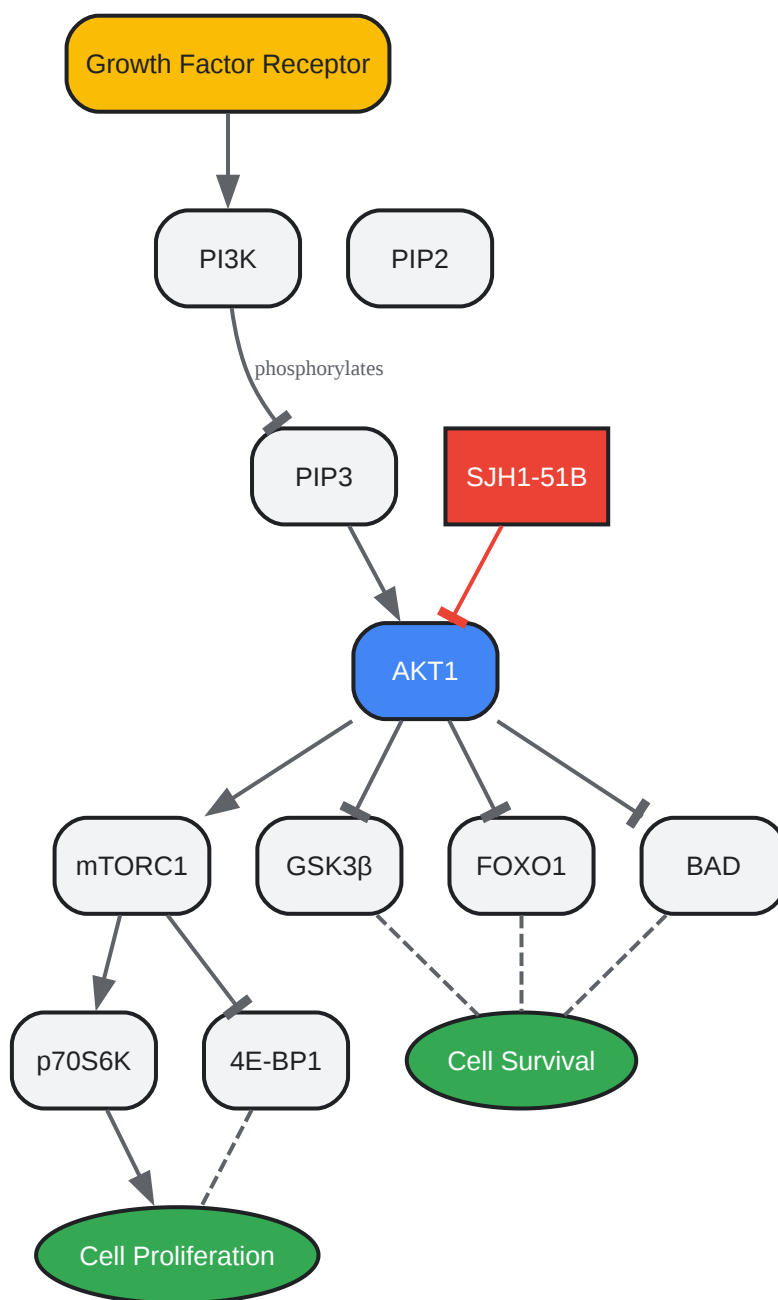 Growth Factor Receptor
PI3K
PIP2
phosphorylates
PIP3
SJH1-51B
AKT1
mTORC1
GSK3β
FOXO1
BAD
p70S6K
4E-BP1
Cell Survival
Cell Proliferation